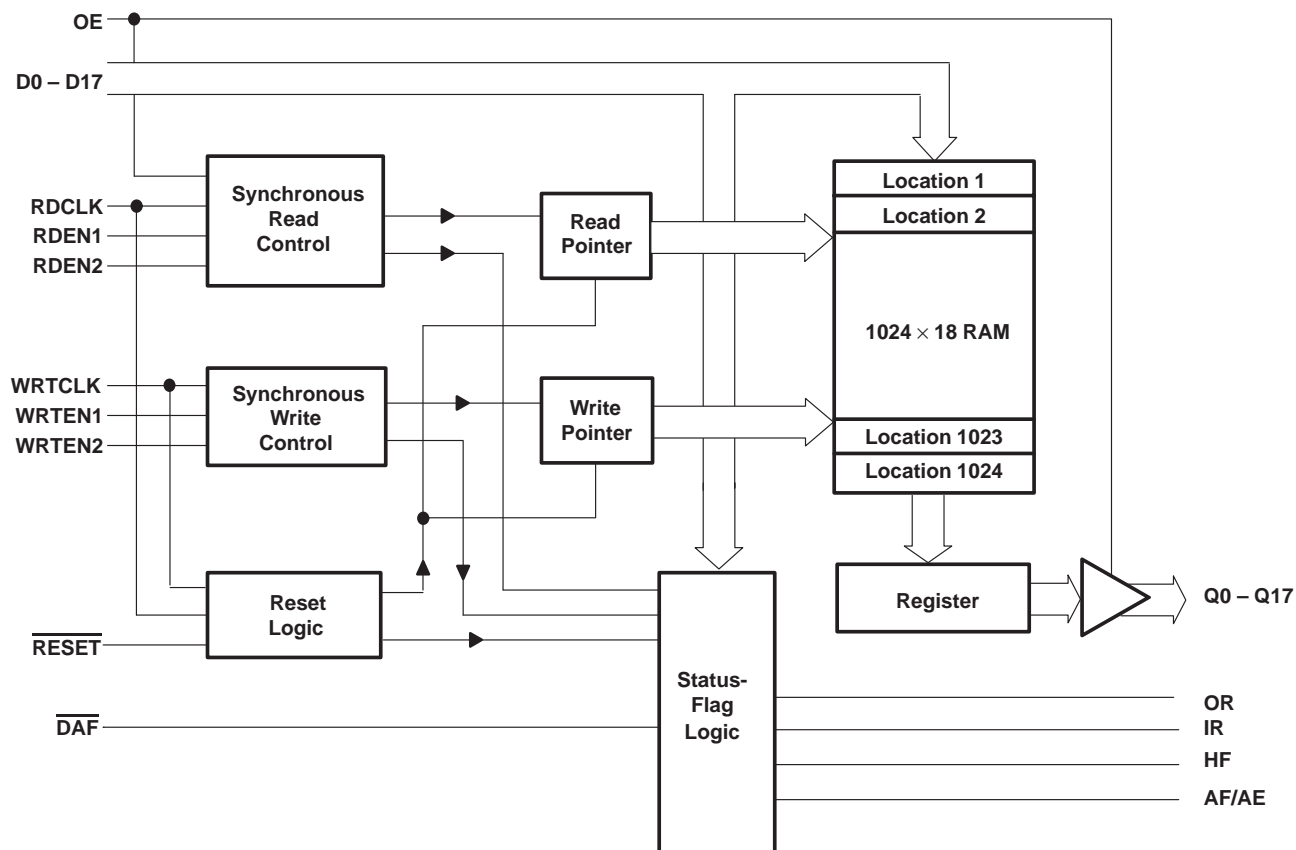 OE
D0 – D17
RDCLK
RDEN1
RDEN2
Synchronous
Read
Control
Read
Pointer
Location 1
Location 2
1024 × 18 RAM
Location 1023
Location 1024
WRTCLK
WRTEN1
WRTEN2
Synchronous
Write
Control
Write
Pointer
Reset
Logic
RESET
DAF
Status-
Flag
Logic
Register
Q0 – Q17
OR
IR
HF
AF/AE